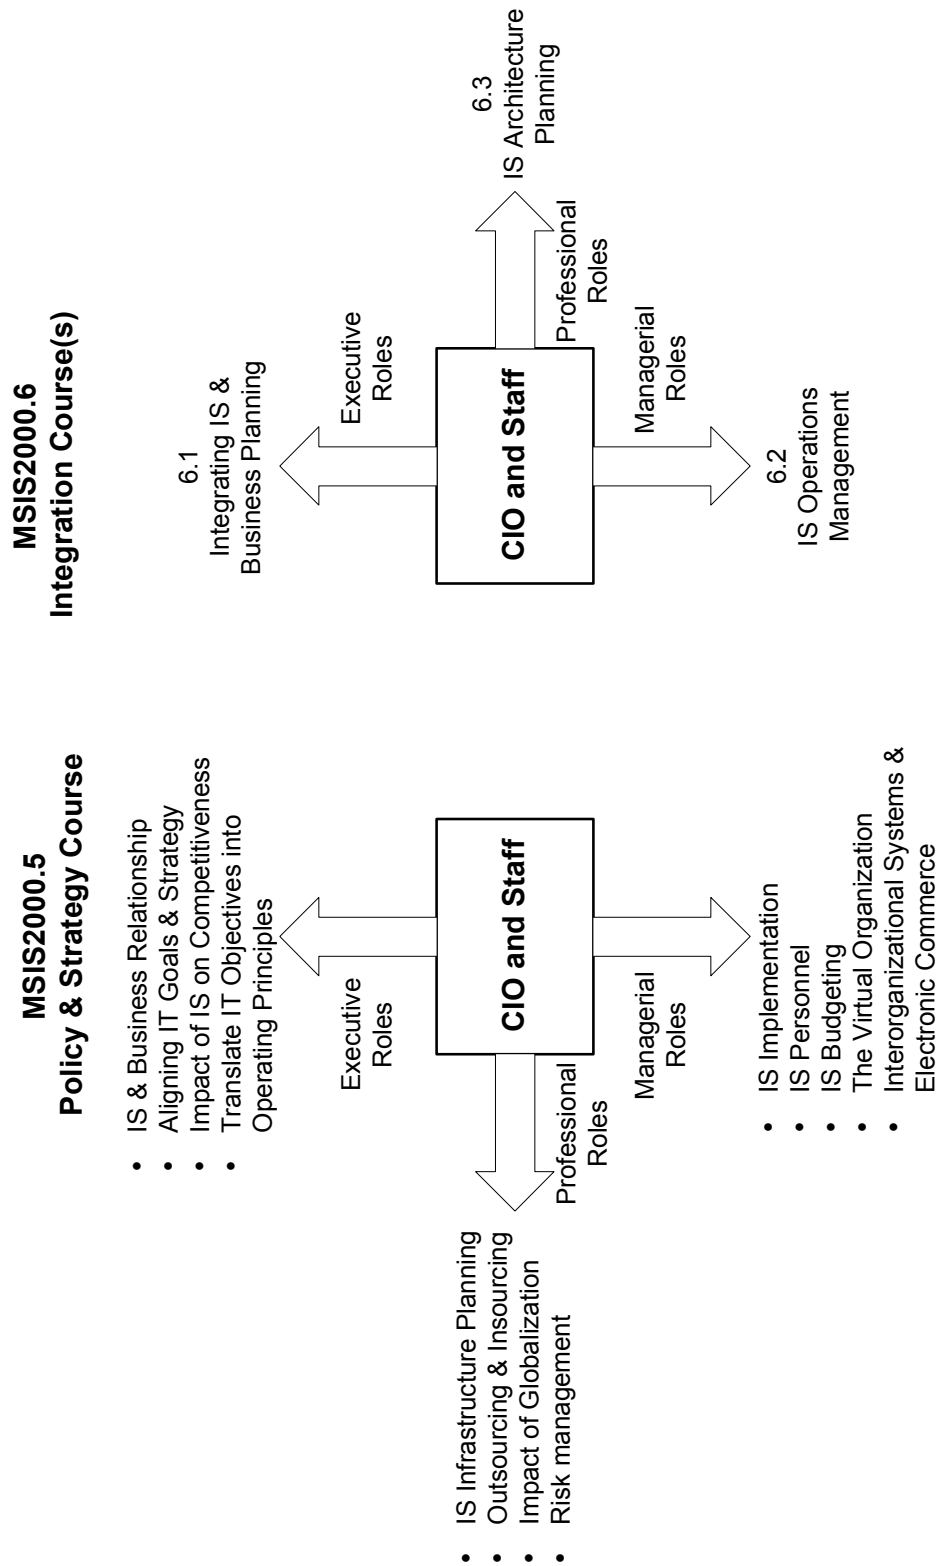 MSIS2000.5
Policy & Strategy Course
• IS & Business Relationship
• Aligning IT Goals & Strategy
• Impact of IS on Competitiveness
• Translate IT Objectives into
Operating Principles
Executive
Roles
• IS Infrastructure Planning
• Outsourcing & Insourcing
• Impact of Globalization
• Risk management
Professional
Roles
CIO and Staff
Managerial
Roles
• IS Implementation
• IS Personnel
• IS Budgeting
• The Virtual Organization
• Interorganizational Systems &
Electronic Commerce
MSIS2000.6
Integration Course(s)
6.1
Integrating IS &
Business Planning
Executive
Roles
CIO and Staff
Professional
Roles
6.3
IS Architecture
Planning
Managerial
Roles
6.2
IS Operations
Management